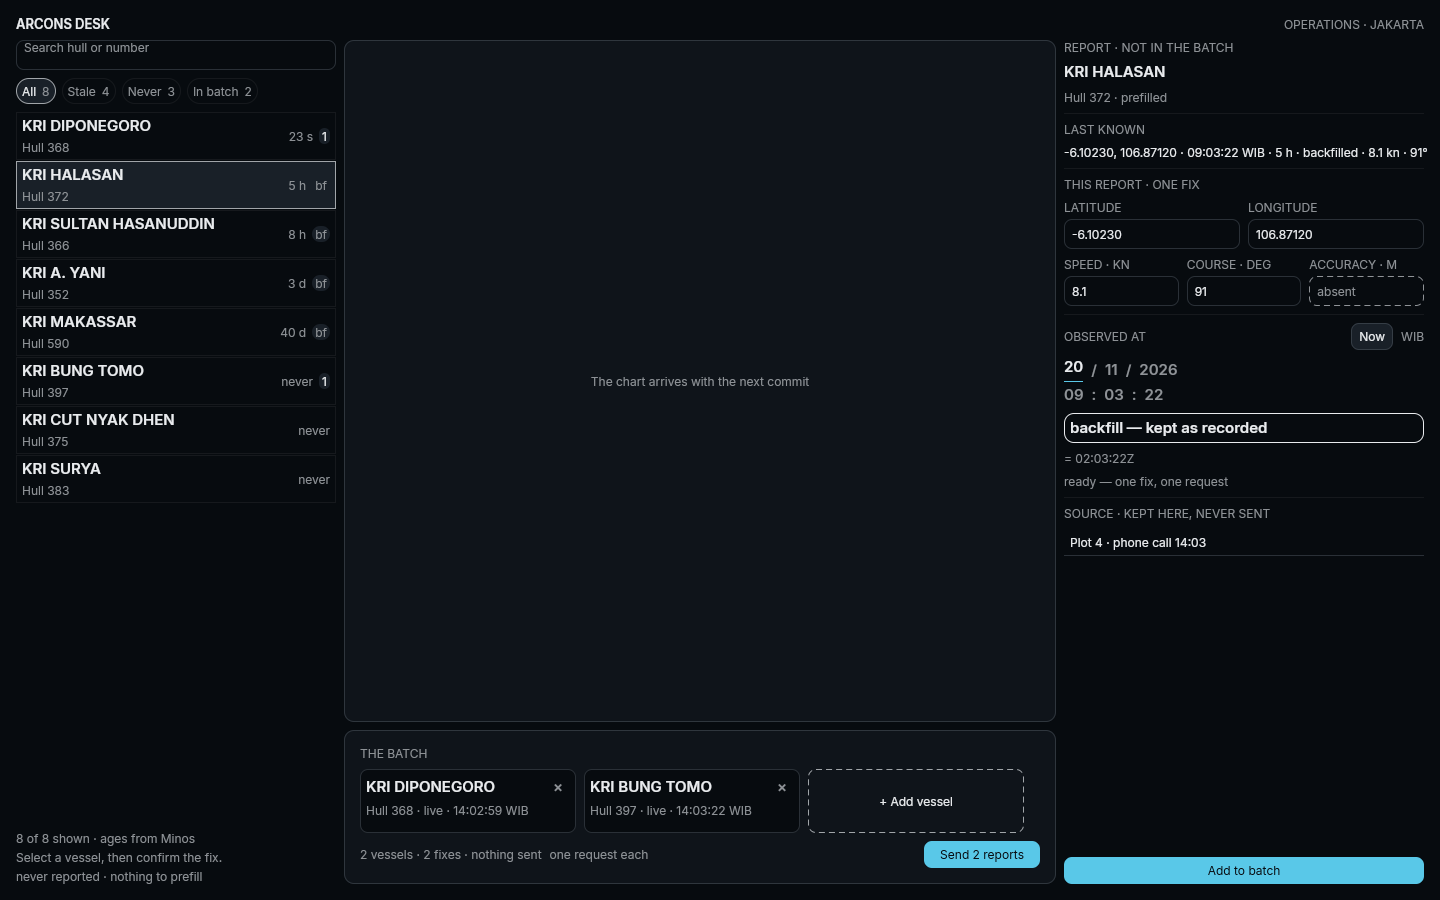 ARCONS DESK
OPERATIONS · JAKARTA
Search hull or number
All 8
Stale 4
Never 3
In batch 2
KRI DIPONEGORO
Hull 368
23 s 1
KRI HALASAN
Hull 372
5 h bf
KRI SULTAN HASANUDDIN
Hull 366
8 h bf
KRI A. YANI
Hull 352
3 d bf
KRI MAKASSAR
Hull 590
40 d bf
KRI BUNG TOMO
Hull 397
never 1
KRI CUT NYAK DHEN
Hull 375
never
KRI SURYA
Hull 383
never
8 of 8 shown · ages from Minos
Select a vessel, then confirm the fix.
never reported · nothing to prefill
The chart arrives with the next commit
THE BATCH
KRI DIPONEGORO ×
Hull 368 · live · 14:02:59 WIB
KRI BUNG TOMO ×
Hull 397 · live · 14:03:22 WIB
+ Add vessel
2 vessels · 2 fixes · nothing sent one request each
Send 2 reports
REPORT · NOT IN THE BATCH
KRI HALASAN
Hull 372 · prefilled
LAST KNOWN
-6.10230, 106.87120 · 09:03:22 WIB · 5 h · backfilled · 8.1 kn · 91°
THIS REPORT · ONE FIX
LATITUDE
LONGITUDE
-6.10230
106.87120
SPEED · KN
COURSE · DEG
ACCURACY · M
8.1
91
absent
OBSERVED AT
Now
WIB
20 / 11 / 2026
09 : 03 : 22
backfill — kept as recorded
= 02:03:22Z
ready — one fix, one request
SOURCE · KEPT HERE, NEVER SENT
Plot 4 · phone call 14:03
Add to batch